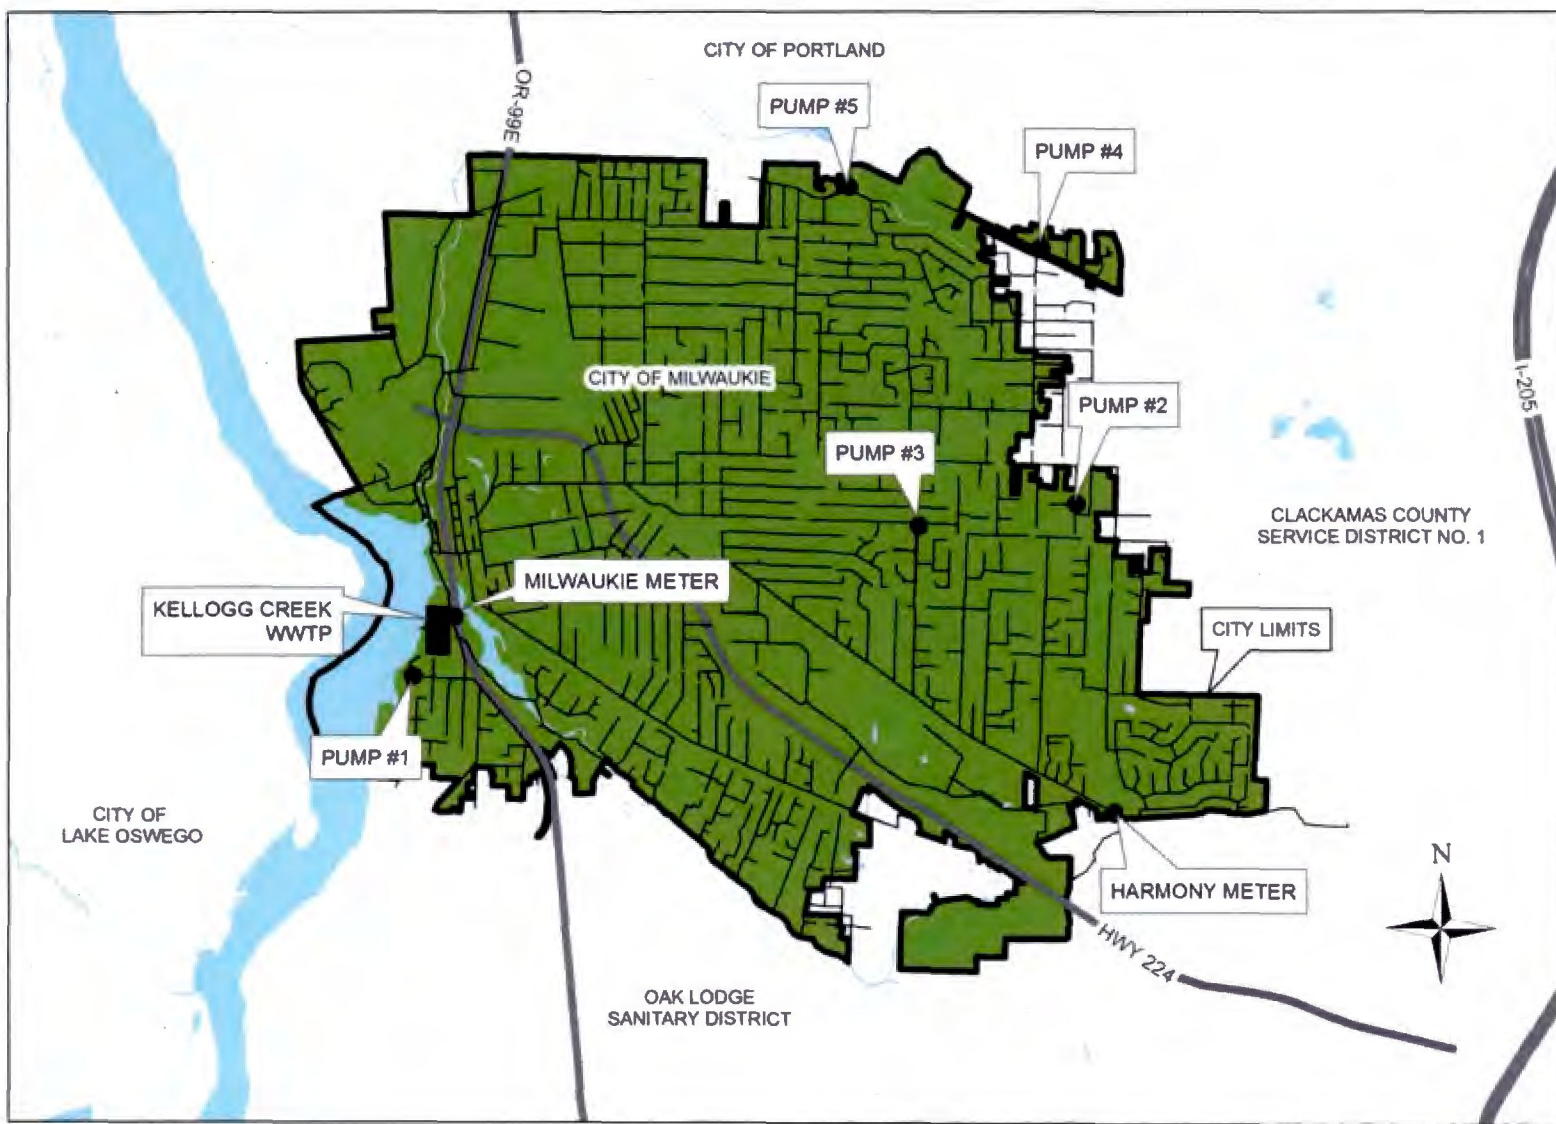 CITY OF PORTLAND
OR-99E
PUMP #5
PUMP #4
CITY OF MILWAUKIE
PUMP #2
I-205
PUMP #3
CLACKAMAS COUNTY
SERVICE DISTRICT NO. 1
MILWAUKIE METER
KELLOGG CREEK
WWTP
CITY LIMITS
PUMP #1
CITY OF
LAKE OSWEGO
N
HARMONY METER
HWY 224
OAK LODGE
SANITARY DISTRICT